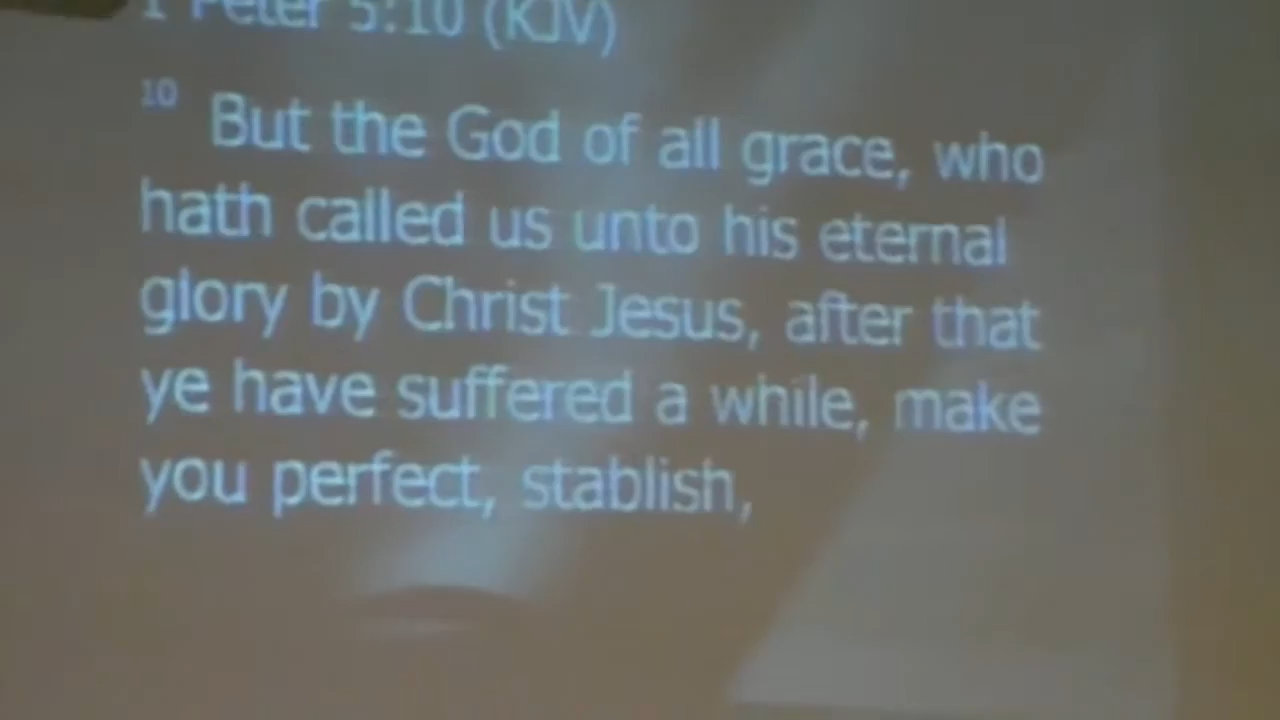 1 Peter 5:10 (KJV)
10 But the God of all grace, who
hath called us unto his eternal
glory by Christ Jesus, after that
ye have suffered a while, make
you perfect, stablish,